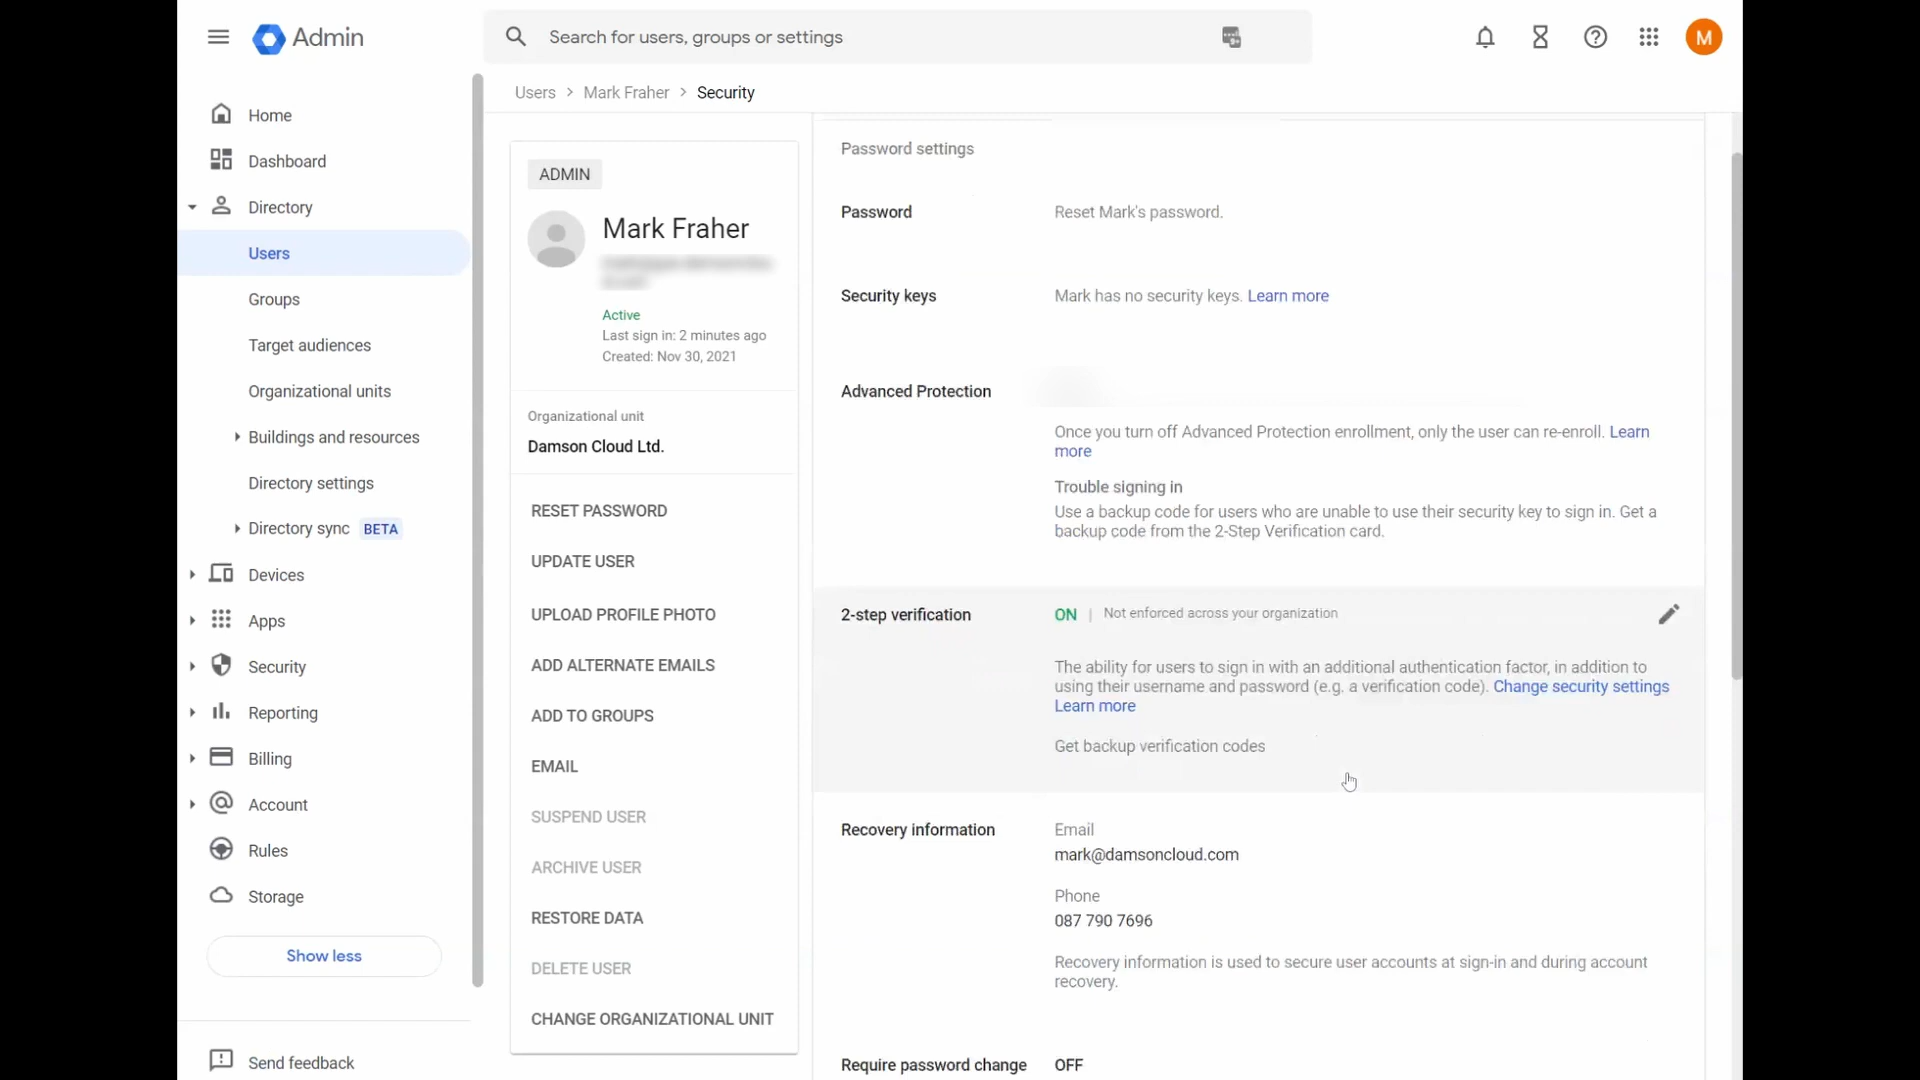 Admin
Search for users, groups or settings
M
Home
Dashboard
Directory
Users
Groups
Target audiences
Organizational units
Buildings and resources
Directory settings
Directory sync BETA
Devices
Apps
Security
Reporting
Billing
Account
Rules
Storage
Show less
Send feedback
Users > Mark Fraher > Security
ADMIN
Mark Fraher
Active
Last sign in: 2 minutes ago
Created: Nov 30, 2021
Organizational unit
Damson Cloud Ltd.
RESET PASSWORD
UPDATE USER
UPLOAD PROFILE PHOTO
ADD ALTERNATE EMAILS
ADD TO GROUPS
EMAIL
SUSPEND USER
ARCHIVE USER
RESTORE DATA
DELETE USER
CHANGE ORGANIZATIONAL UNIT
Password settings
Password
Reset Mark's password.
Security keys
Mark has no security keys. Learn more
Advanced Protection
Once you turn off Advanced Protection enrollment, only the user can re-enroll. Learn
more
Trouble signing in
Use a backup code for users who are unable to use their security key to sign in. Get a
backup code from the 2-Step Verification card.
2-step verification
ON | Not enforced across your organization
The ability for users to sign in with an additional authentication factor, in addition to
using their username and password (e.g. a verification code). Change security settings
Learn more
Get backup verification codes
Recovery information
Email
mark@damsoncloud.com
Phone
087 790 7696
Recovery information is used to secure user accounts at sign-in and during account
recovery.
Require password change
OFF